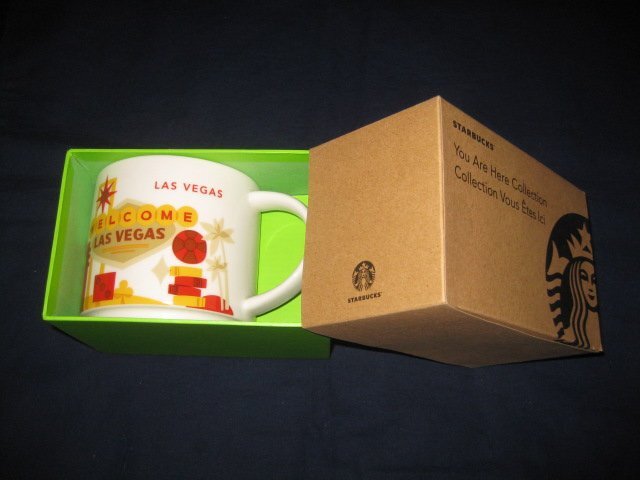 LAS VEGAS
WELCOME
LAS VEGAS
STARBUCKS
You Are Here Collection
Collection Vous Êtes Ici
STARBUCKS